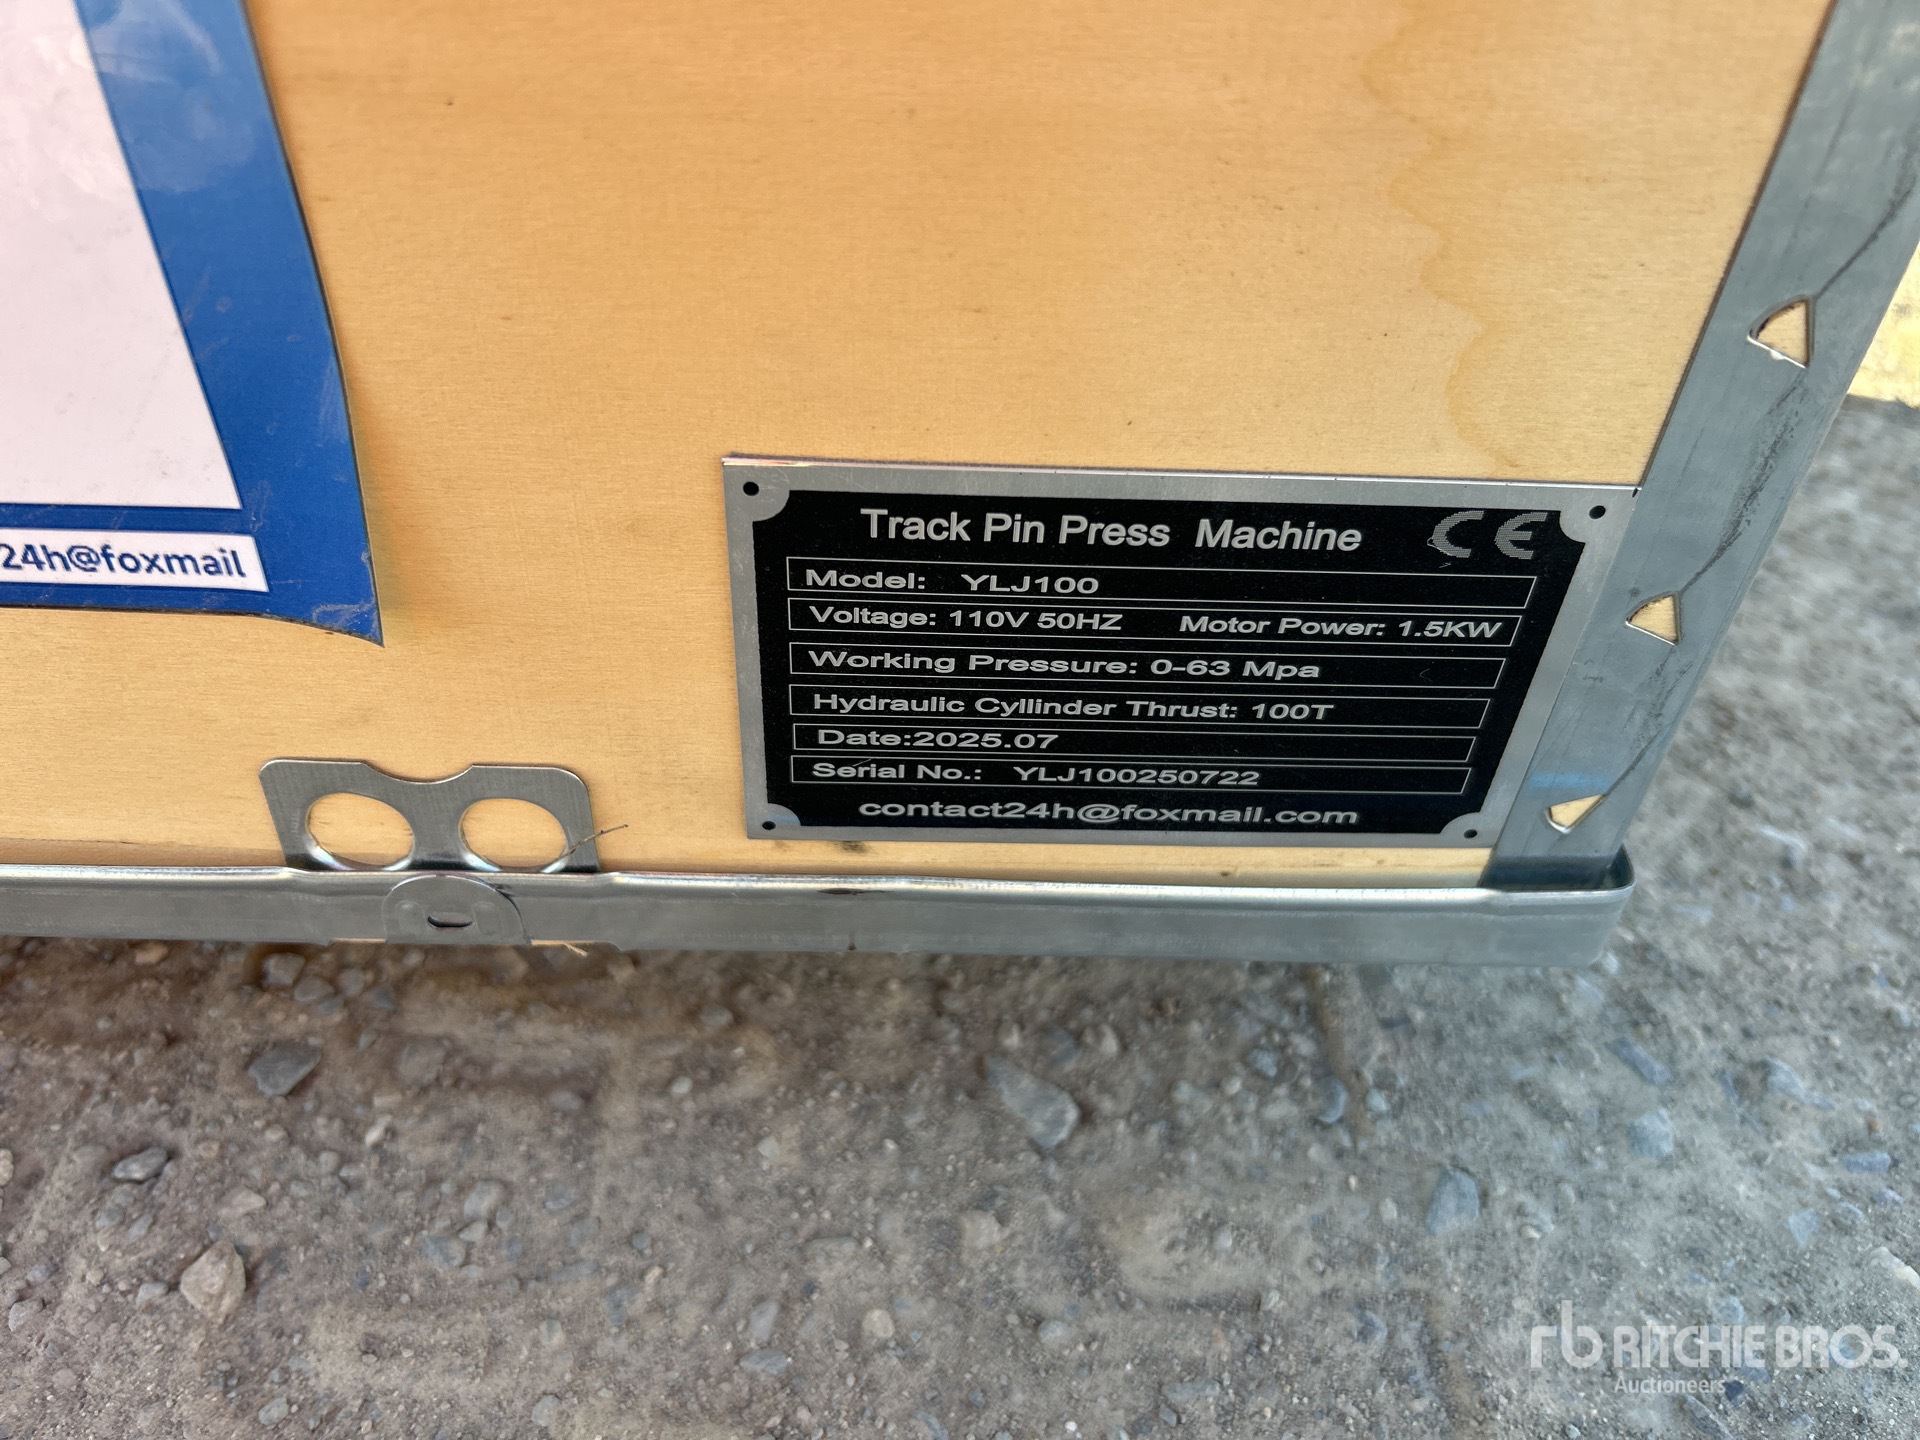 24h@foxmail
Track Pin Press Machine CE
Model: YLJ100
Voltage: 110V 50HZ Motor Power: 1.5KW
Working Pressure: 0-63 Mpa
Hydraulic Cyllinder Thrust: 100T
Date:2025.07
Serial No.: YLJ100250722
contact24h@foxmail.com
rb RITCHIE BROS.
Auctioneers